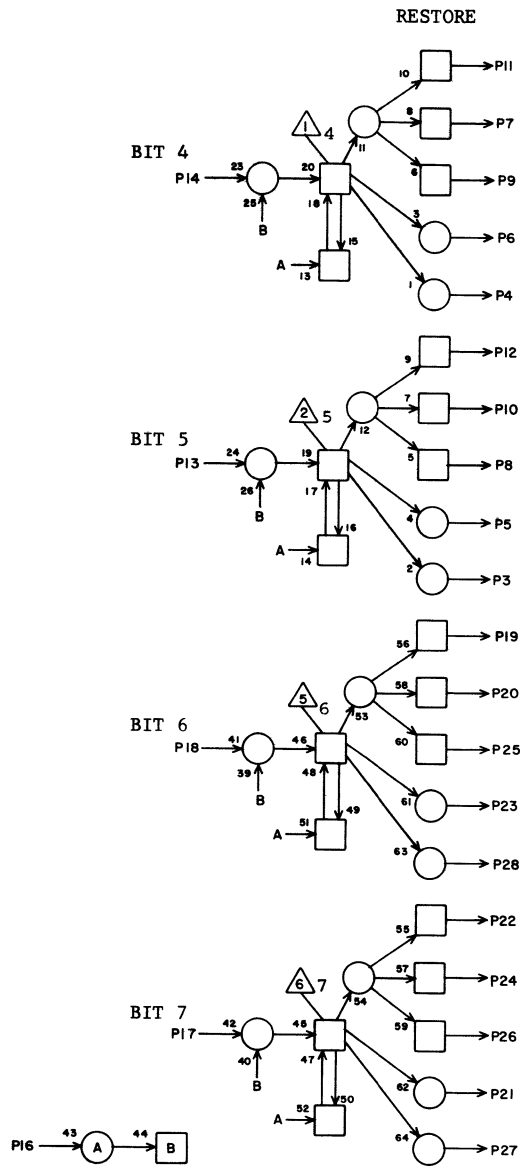 RESTORE
10 P11
1 4 8 P7
11
BIT 4 6 P9
P14 23 20
25 18 3 P6
B 15
A 13 1 P4
9 P12
2 5 7 P10
12
BIT 5 5 P8
P13 24 19
26 17 4 P5
B 16
A 14 2 P3
56 P19
5 6 58 P20
53
BIT 6 60 P25
P18 41 46
39 48 61 P23
B 49
A 51 63 P28
55 P22
6 7 57 P24
54
BIT 7 59 P26
P17 42 45
40 47 62 P21
B 50
A 52 64 P27
P16 43 A 44 B